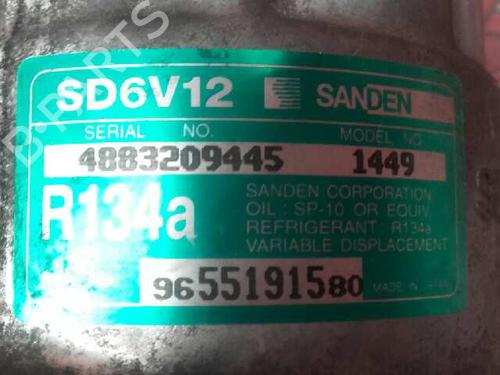 SD6V12 SANDEN
SERIAL NO. MODEL NO
4883209445 1449
R134a
SANDEN CORPORATION
OIL : SP-10 OR EQUIV.
REFRIGERANT : R134a
VARIABLE DISPLACEMENT
9655191580
MADE IN JAPAN
B-PARTS